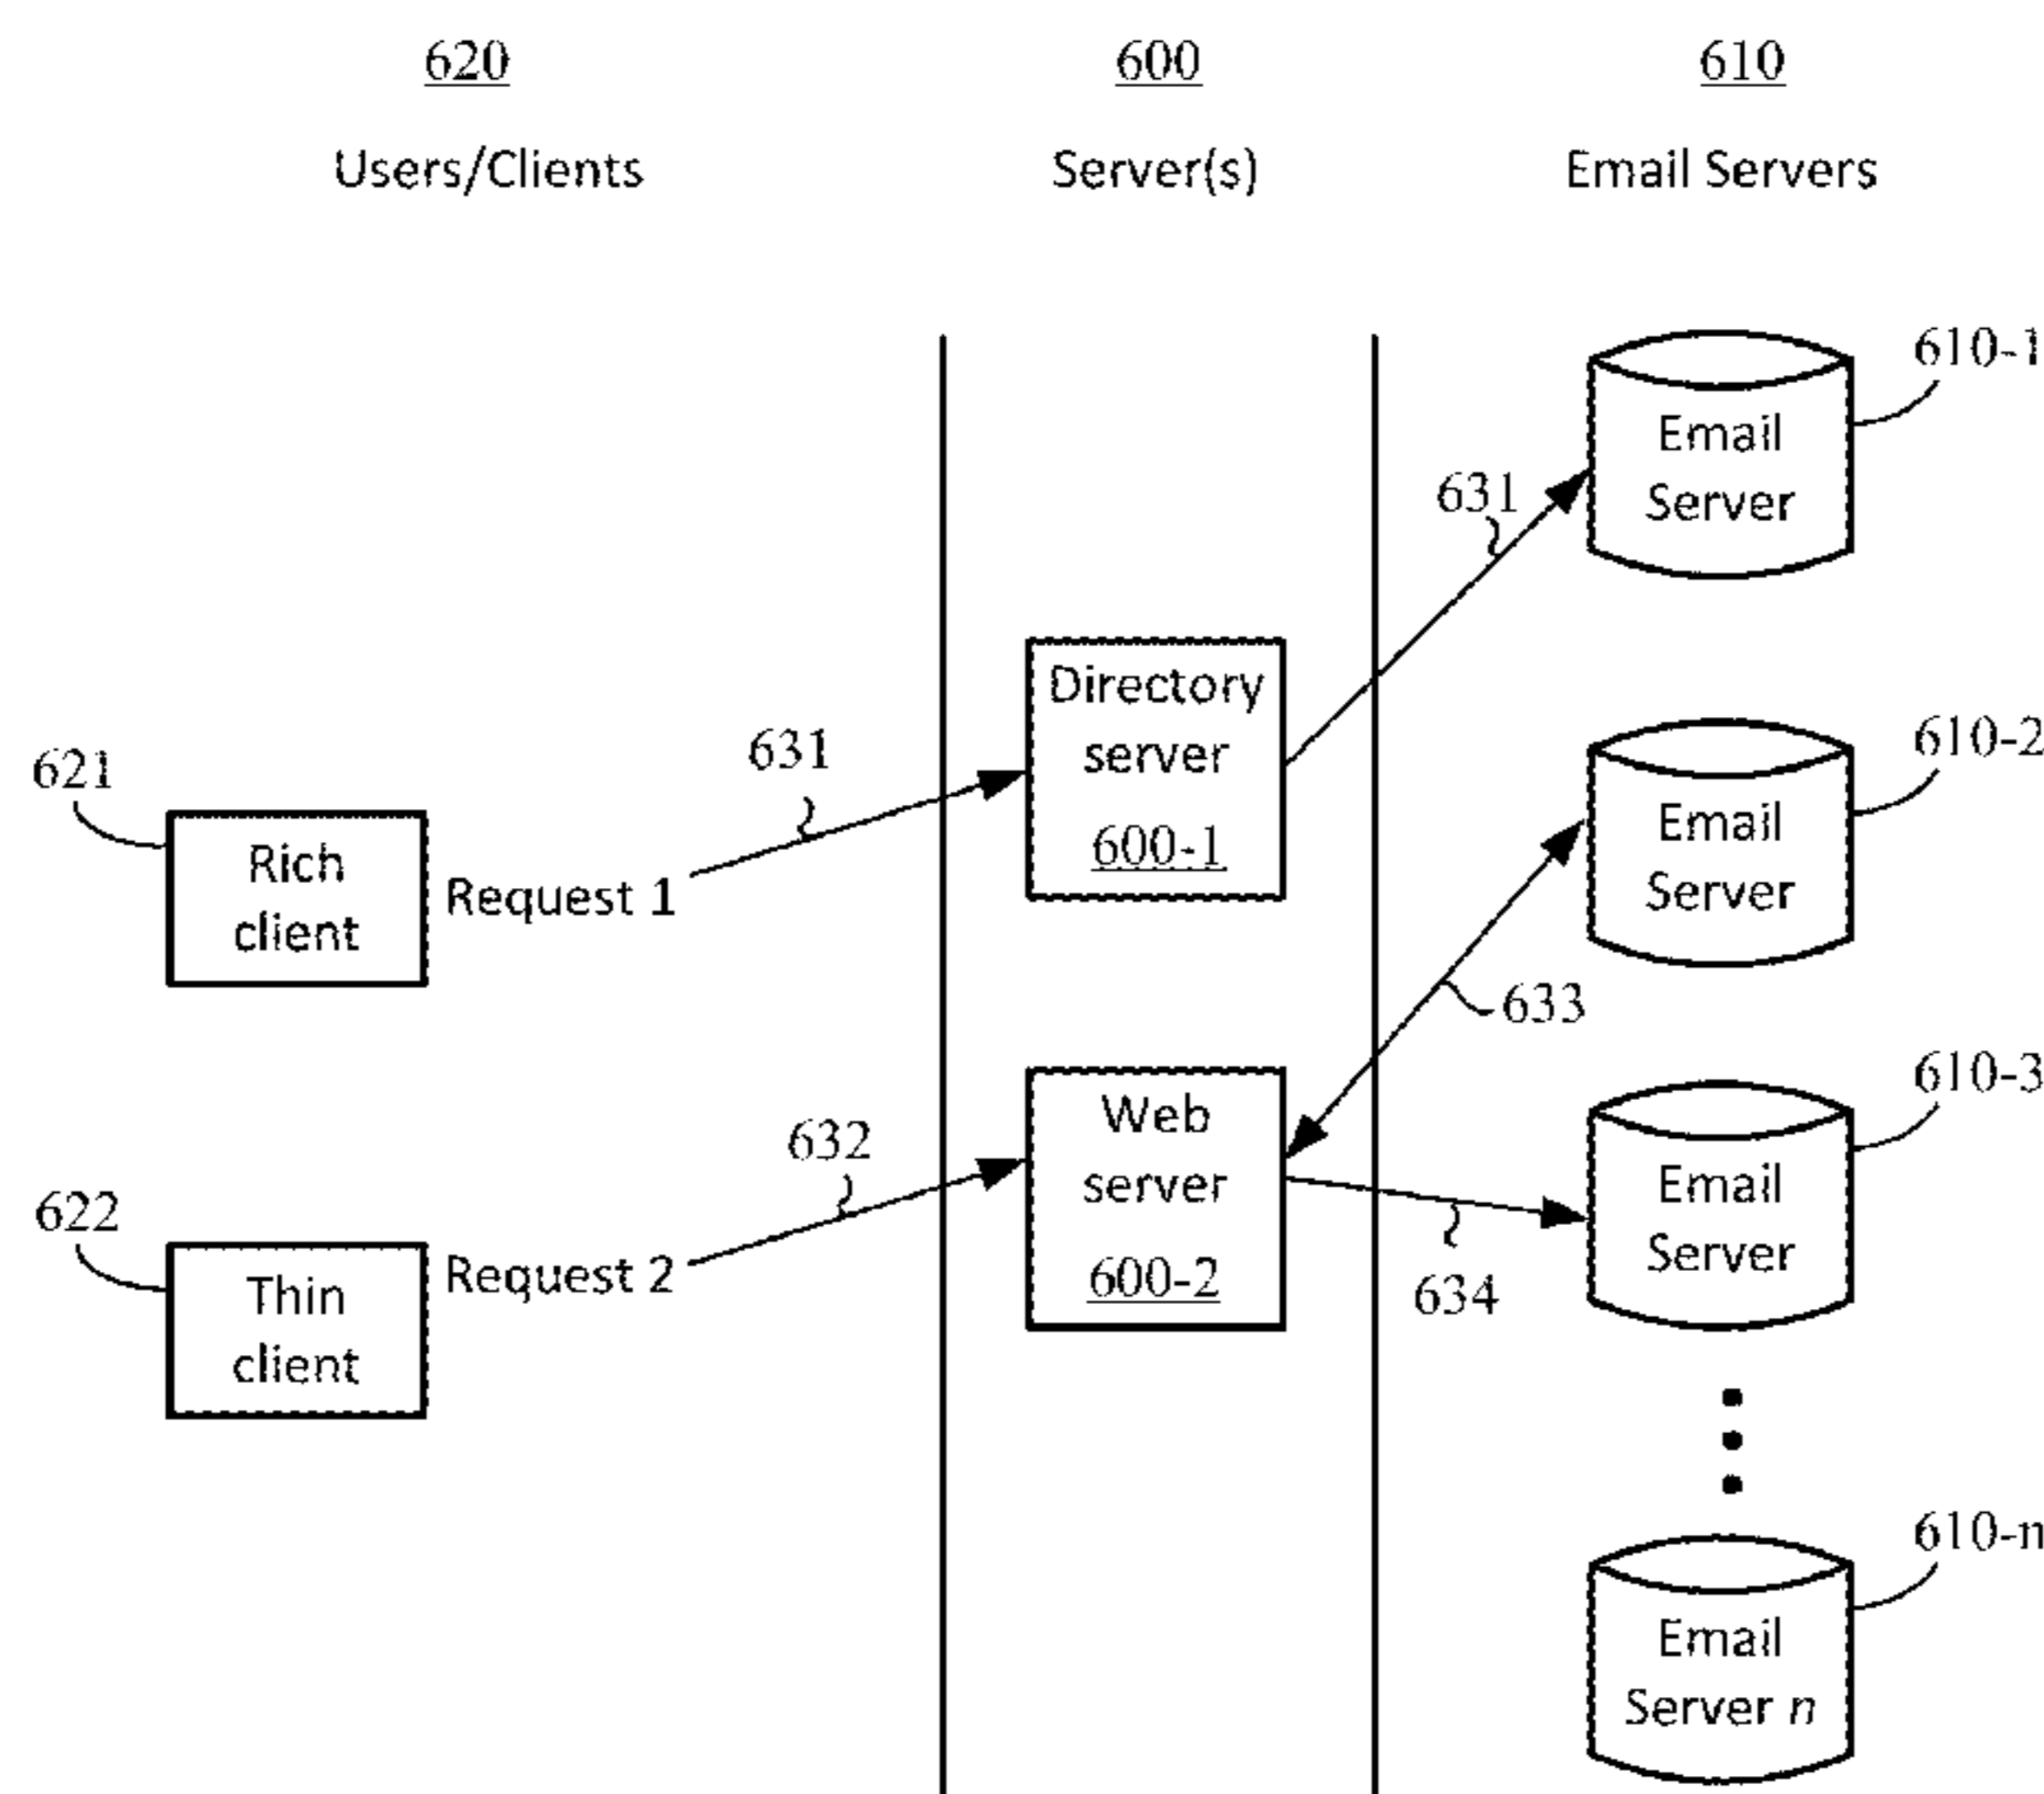 620
600
610
Users/Clients
Server(s)
Email Servers
610-1
Email
Server
631
Directory
server
600-1
631
621
Rich
client
Request 1
610-2
Email
Server
633
Web
server
600-2
632
622
Thin
client
Request 2
610-3
Email
Server
634
610-n
Email
Server n